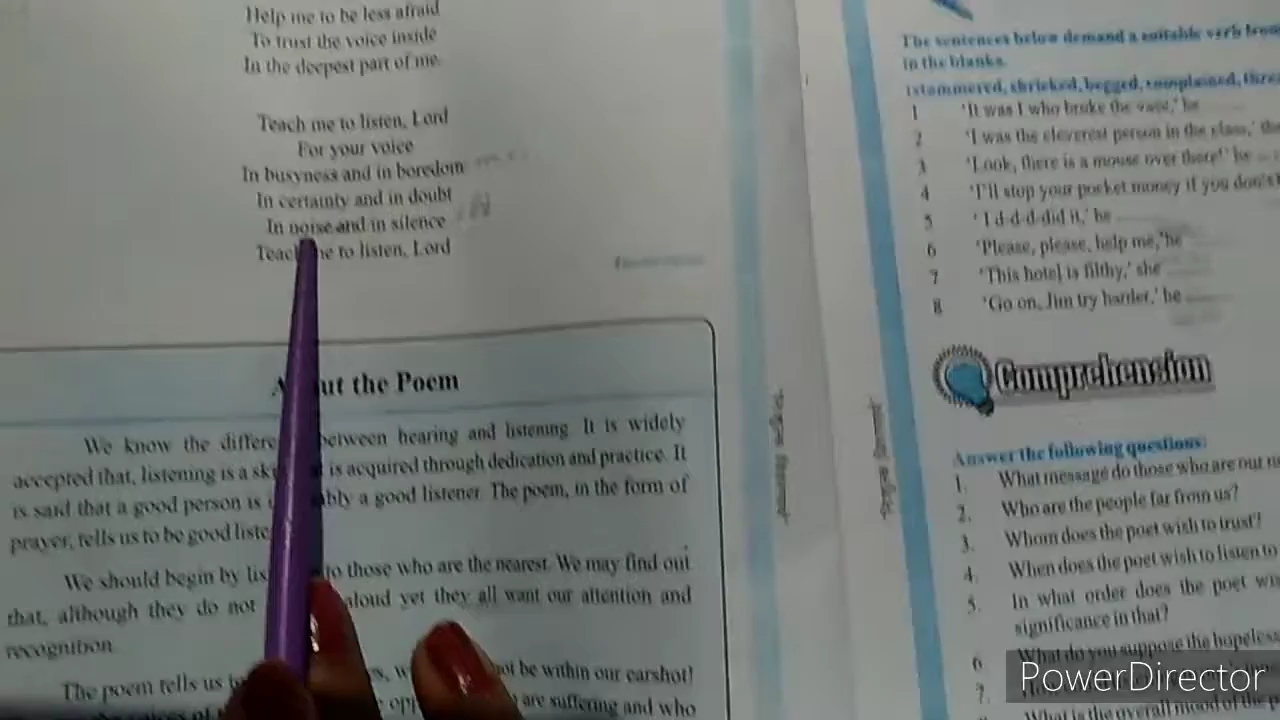 Help me to be less afraid
To trust the voice inside
In the deepest part of me.
Teach me to listen, Lord
For your voice
In busyness and in boredom
In certainty and in doubt
In noise and in silence
Teach me to listen, Lord
About the Poem
We know the between hearing and listening. It is widely
accepted that, listening is a is acquired through dedication and practice. It
is said that a good person is a good listener. The poem, in the form of
prayer, tells us to be good
We should begin by to those who are the nearest. We may find out
that, although they do not aloud yet they all want our attention and
recognition.
The poem tells us not be within our earshot!
are suffering and who
The sentences below demand a suitable verb from
in the blanks.
(stammered, shrieked, begged, complained,
1 'It was I who broke the vase,' he
2 'I was the cleverest person in the class,'
3 'Look, there is a mouse over there!' he
4 'I'll stop your pocket money if you don't
5 'I d-d-d-did it,' he
6 'Please, please, help me,' he
7 'This hotel is filthy,' she
8 'Go on, Jim try harder,' he
Comprehension
Answer the following questions:
1. What message do those who are our
2. Who are the people far from us?
3. Whom does the poet wish to trust?
4. When does the poet wish to listen to
5. In what order does the poet
significance in that?
6 What do you suppose the
7.
What is the overall mood of the
PowerDirector